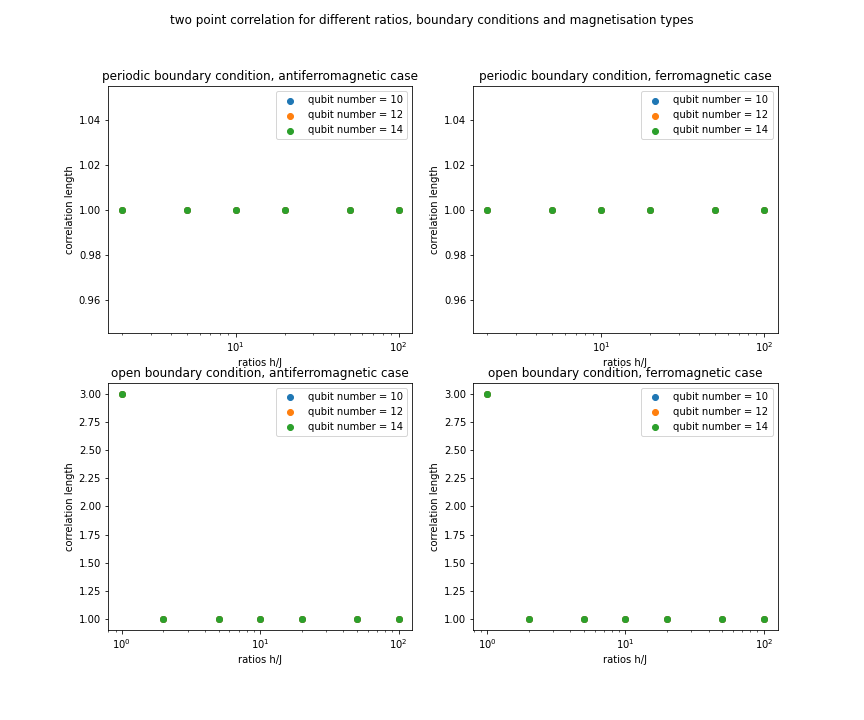 two point correlation for different ratios, boundary conditions and magnetisation types
periodic boundary condition, antiferromagnetic case
qubit number = 10
qubit number = 12
qubit number = 14
1.04
1.02
1.00
0.98
0.96
correlation length
10¹
10²
ratios h/J
periodic boundary condition, ferromagnetic case
qubit number = 10
qubit number = 12
qubit number = 14
1.04
1.02
1.00
0.98
0.96
correlation length
10¹
10²
ratios h/J
open boundary condition, antiferromagnetic case
qubit number = 10
qubit number = 12
qubit number = 14
3.00
2.75
2.50
2.25
2.00
1.75
1.50
1.25
1.00
correlation length
10⁰
10¹
10²
ratios h/J
open boundary condition, ferromagnetic case
qubit number = 10
qubit number = 12
qubit number = 14
3.00
2.75
2.50
2.25
2.00
1.75
1.50
1.25
1.00
correlation length
10⁰
10¹
10²
ratios h/J